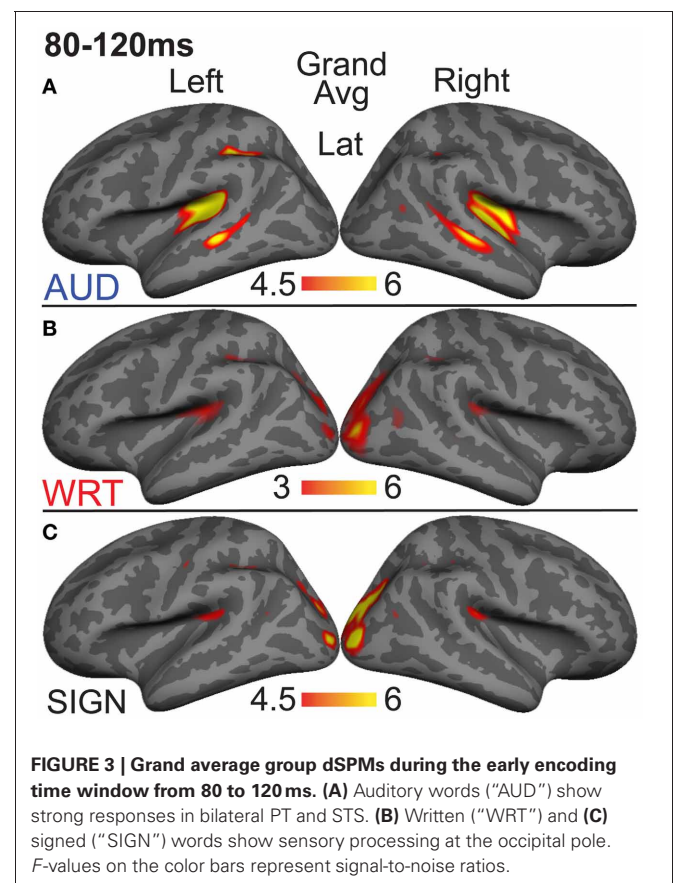 80-120ms
A
Left
Grand
Avg
Right
Lat
AUD
4.5
6
B
WRT
3
6
C
SIGN
4.5
6
FIGURE 3 | Grand average group dSPMs during the early encoding
time window from 80 to 120 ms. (A) Auditory words (“AUD”) show
strong responses in bilateral PT and STS. (B) Written (“WRT”) and (C)
signed (“SIGN”) words show sensory processing at the occipital pole.
F-values on the color bars represent signal-to-noise ratios.